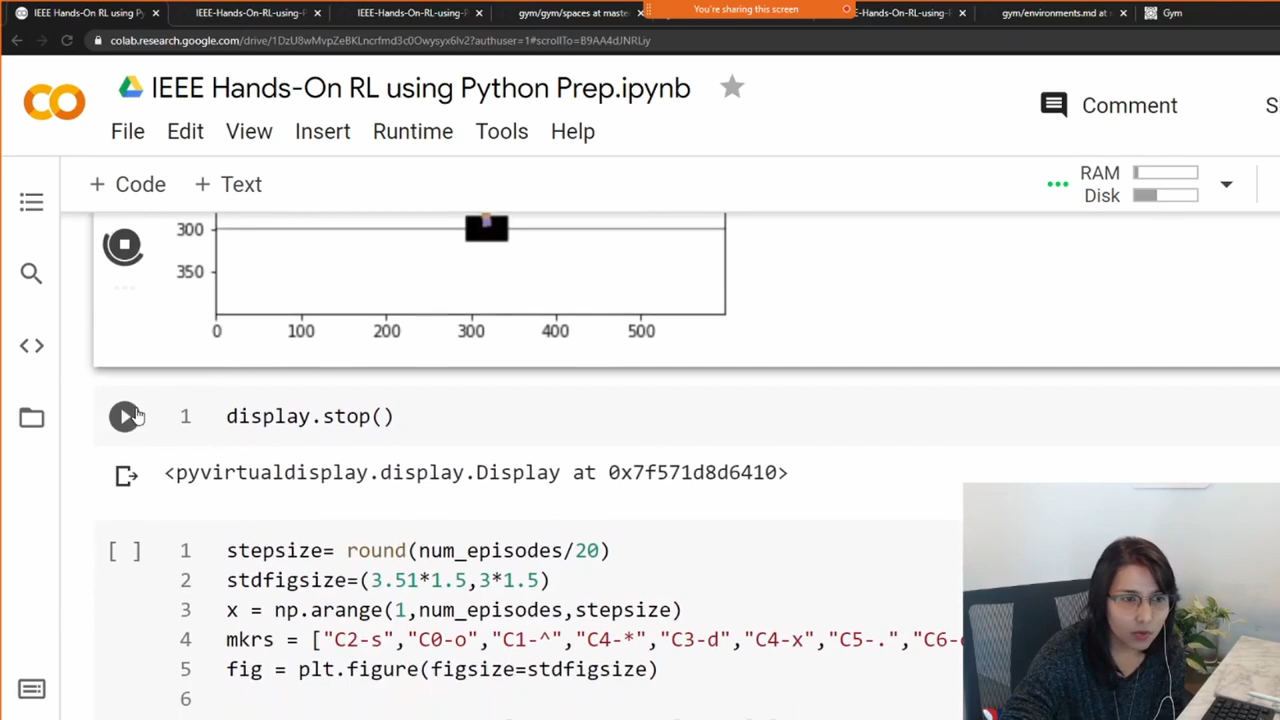 IEEE Hands-On RL using Py
IEEE-Hands-On-RL-using-
IEEE-Hands-On-RL-using-
gym/gym/spaces at maste
You're sharing this screen
E-Hands-On-RL-using-
gym/environments.md at
Gym
colab.research.google.com/drive/1DzU8wMvpZeBKLncrfmd3c0Owysyx6lv2?authuser=1#scrollTo=B9AA4dJNRLiy
IEEE Hands-On RL using Python Prep.ipynb
Comment
File Edit View Insert Runtime Tools Help
+ Code + Text
RAM
Disk
300
350
0 100 200 300 400 500
1 display.stop()
<pyvirtualdisplay.display.Display at 0x7f571d8d6410>
[ ] 1 stepsize= round(num_episodes/20)
2 stdfigsize=(3.51*1.5,3*1.5)
3 x = np.arange(1,num_episodes,stepsize)
4 mkrs = ["C2-s","C0-o","C1-^","C4-*","C3-d","C4-x","C5-.","C6-
5 fig = plt.figure(figsize=stdfigsize)
6